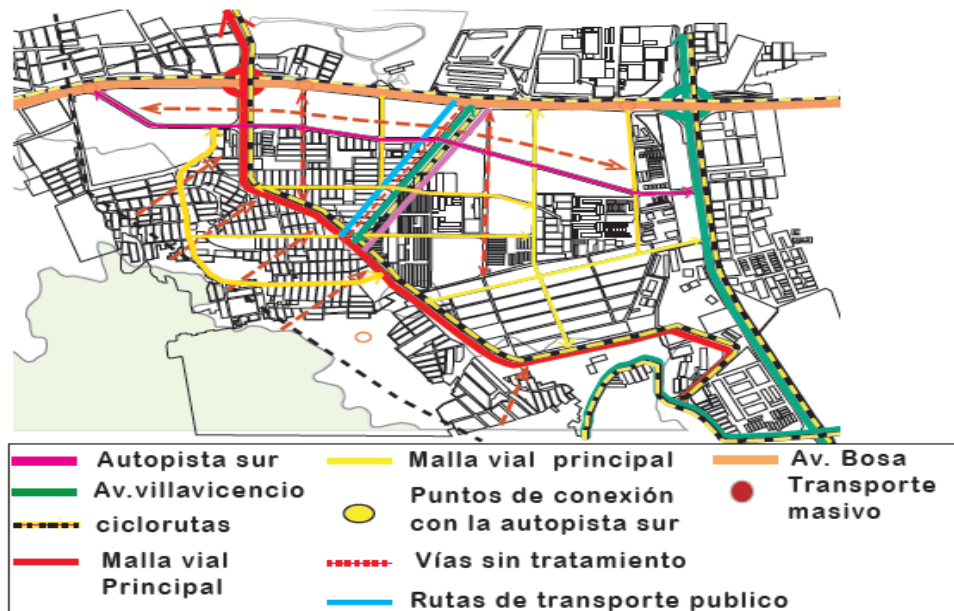 Autopista sur
Malla vial principal
Av. Bosa
Av.villavicencio
Puntos de conexión
con la autopista sur
Transporte
masivo
ciclorutas
Malla vial
Principal
Vías sin tratamiento
Rutas de transporte publico